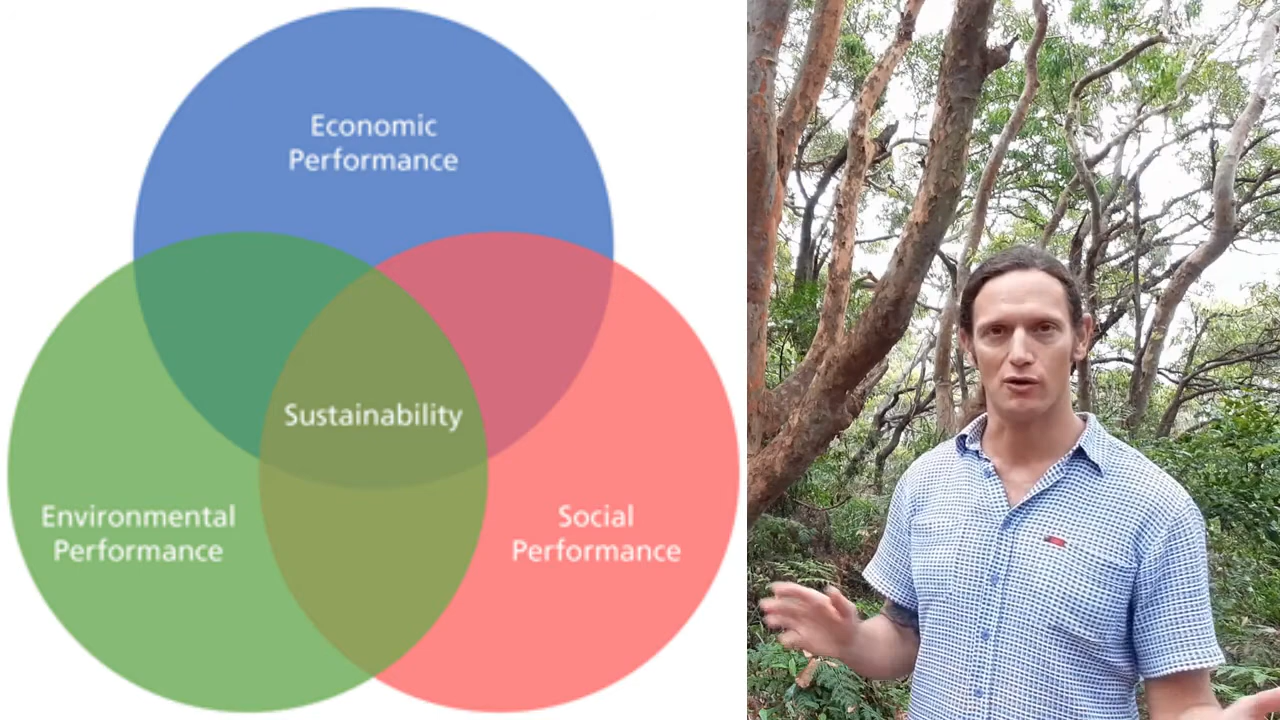 Economic
Performance
Sustainability
Environmental
Performance
Social
Performance